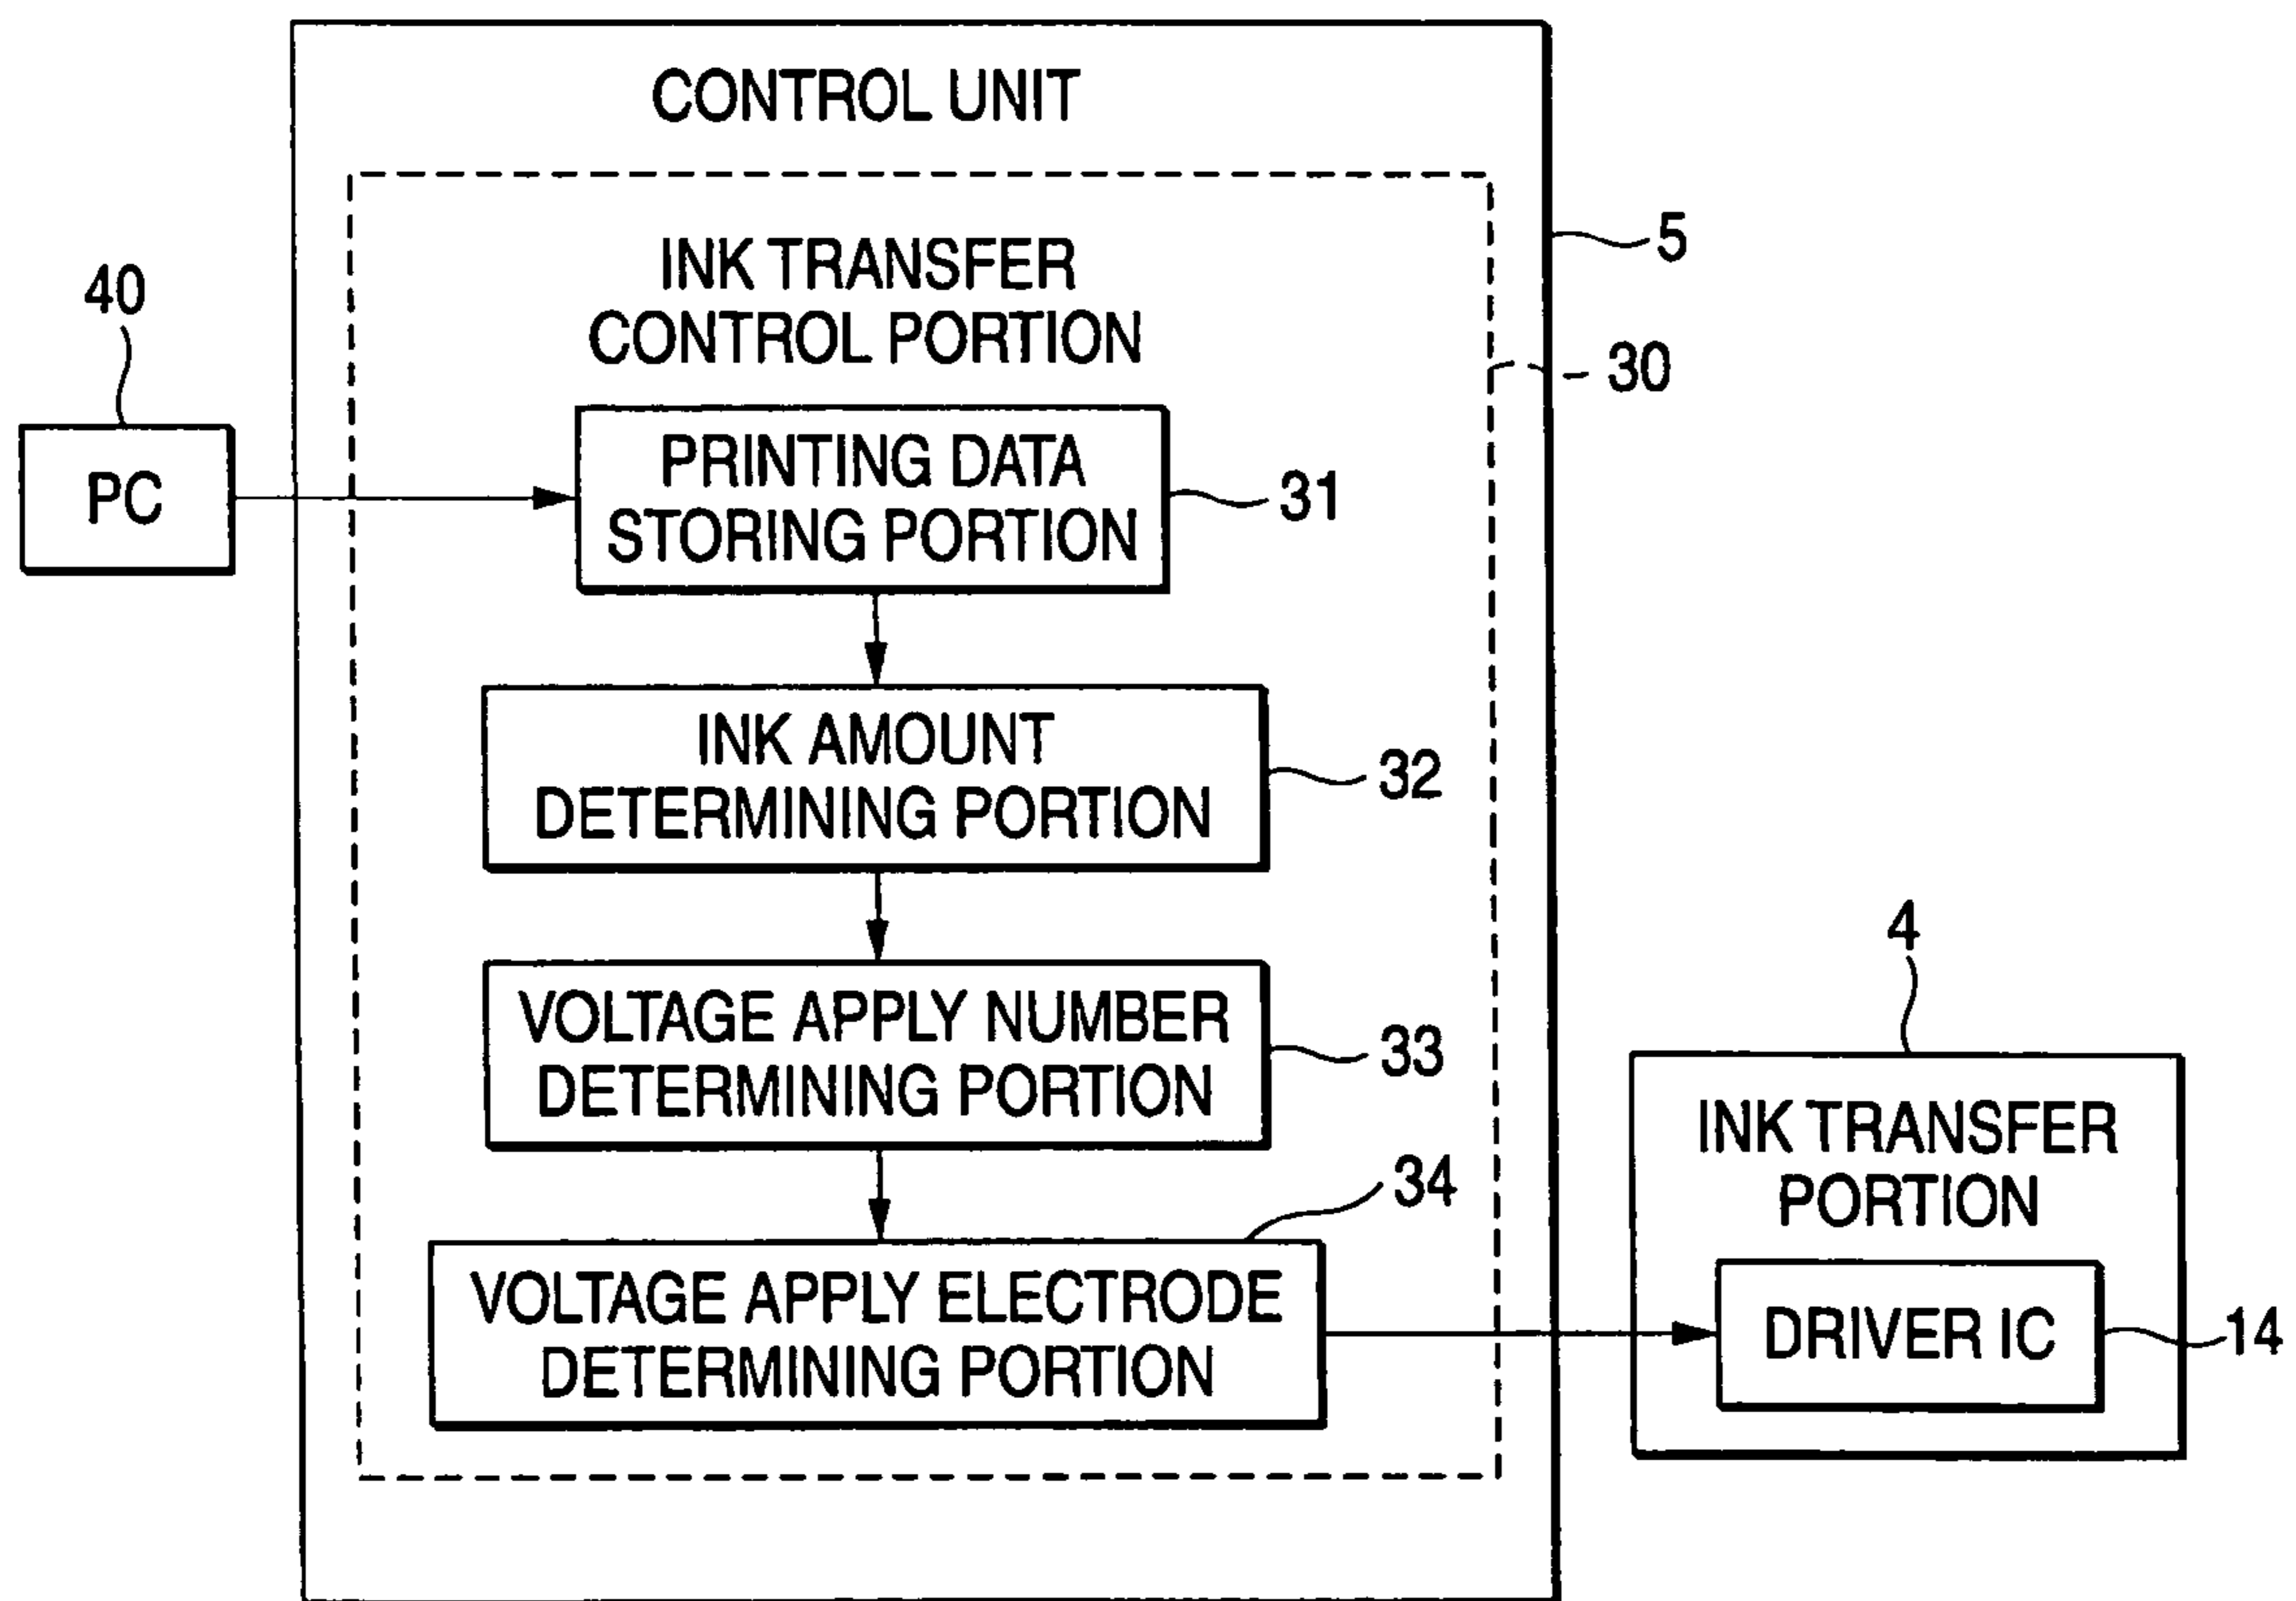 CONTROL UNIT
5
INK TRANSFER
CONTROL PORTION
30
40
PC
PRINTING DATA
STORING PORTION
31
INK AMOUNT
DETERMINING PORTION
32
VOLTAGE APPLY NUMBER
DETERMINING PORTION
33
34
VOLTAGE APPLY ELECTRODE
DETERMINING PORTION
4
INK TRANSFER
PORTION
DRIVER IC
14